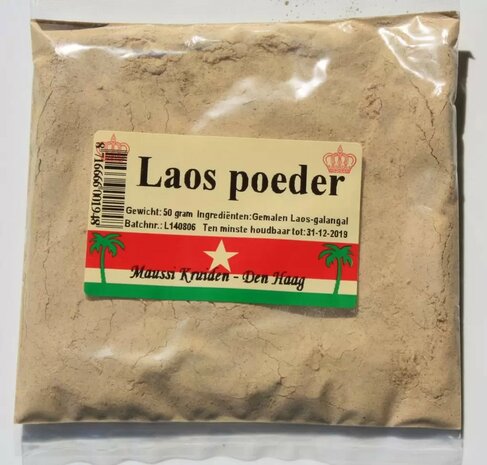 Laos poeder
Gewicht: 50 gram Ingrediënten:Gemalen Laos-galangal
Batchnr.: L140806 Ten minste houdbaar tot:31-12-2019
Maussi Kruiden - Den Haag
8716666001948